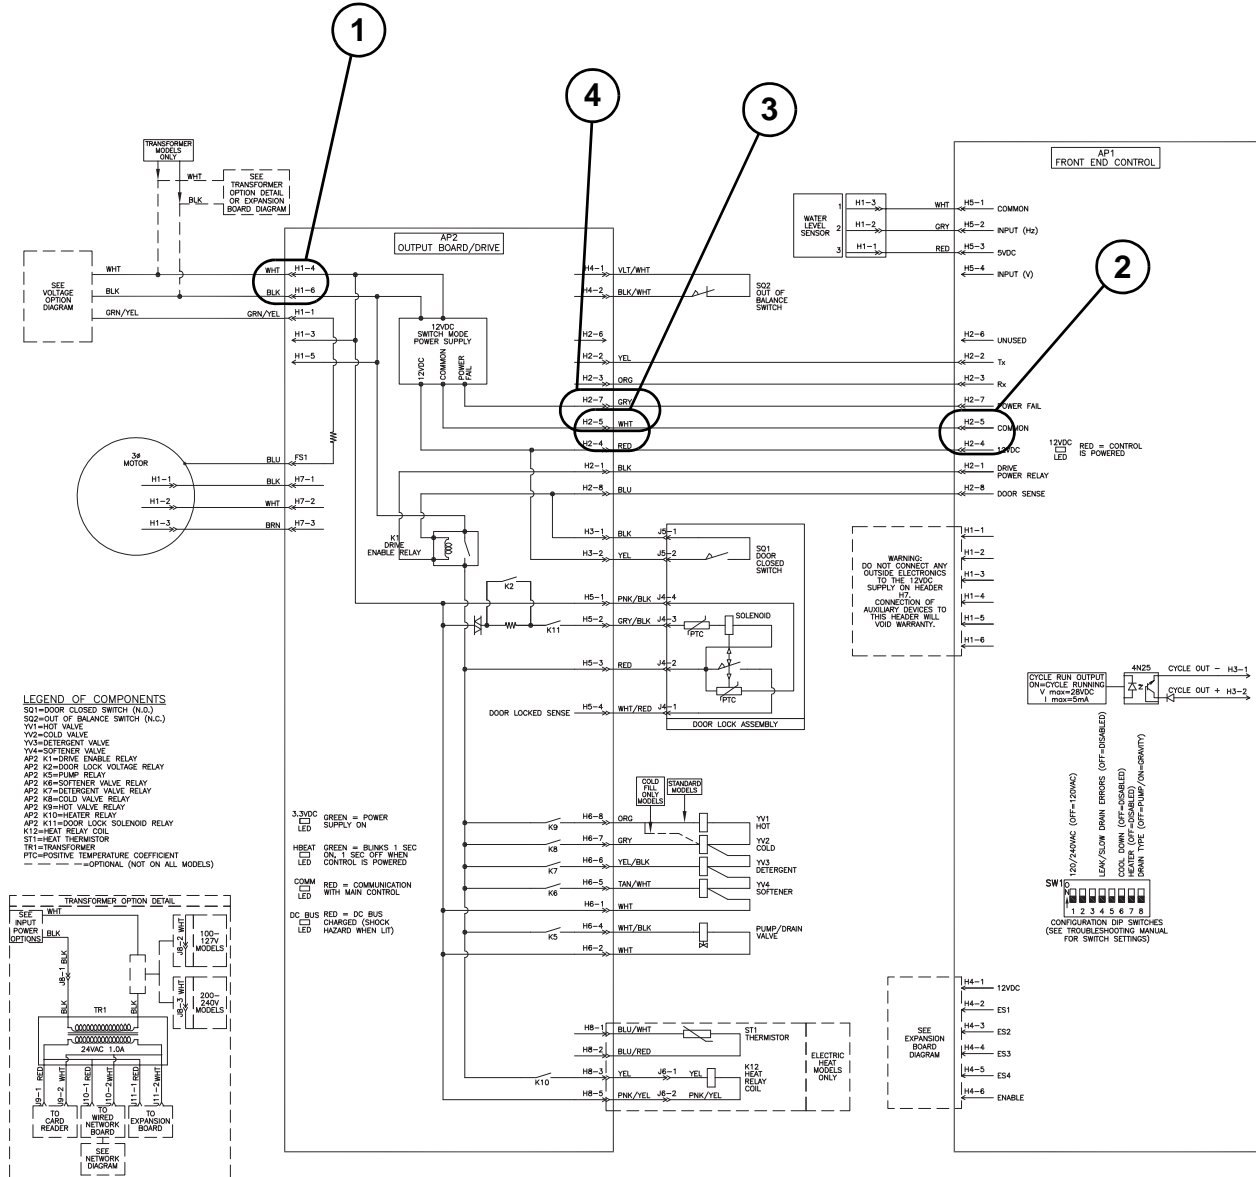 1
4
3
2
TRANSFORMER
MODELS
ONLY
WHT
BLK
SEE
TRANSFORMER
OPTION DETAIL
OR EXPANSION
BOARD DIAGRAM
SEE
VOLTAGE
OPTION
DIAGRAM
WHT
BLK
GRN/YEL
WHT
BLK
GRN/YEL
AP2
OUTPUT BOARD/DRIVE
H1-4
H1-6
H1-1
H1-3
H1-5
12VDC
SWITCH MODE
POWER SUPPLY
12VDC
COMMON
POWER
FAIL
H4-1 VLT/WHT
H4-2 BLK/WHT
SQ2
OUT OF
BALANCE
SWITCH
H2-6
H2-2 YEL
H2-3 ORG
H2-7 GRY
H2-5 WHT
H2-4 RED
H2-1 BLK
H2-8 BLU
WATER
LEVEL
SENSOR
1
2
3
H1-3
H1-2
H1-1
WHT
GRY
RED
AP1
FRONT END CONTROL
H5-1 COMMON
H5-2 INPUT (Hz)
H5-3 5VDC
H5-4 INPUT (V)
H2-6 UNUSED
H2-2 Tx
H2-3 Rx
H2-7 POWER FAIL
H2-5 COMMON
H2-4 12VDC
12VDC
LED
RED = CONTROL
IS POWERED
H2-1 DRIVE
POWER RELAY
H2-8 DOOR SENSE
3ø
MOTOR
H1-1
H1-2
H1-3
BLU FS1
BLK H7-1
WHT H7-2
BRN H7-3
K1
DRIVE
ENABLE RELAY
H3-1 BLK J5-1
H3-2 YEL J5-2
SQ1
DOOR
CLOSED
SWITCH
K2
K11
H5-1 PNK/BLK J4-4
H5-2 GRY/BLK J4-3
SOLENOID
PTC
H5-3 RED J4-2
PTC
DOOR LOCKED SENSE H5-4 WHT/RED J4-1
DOOR LOCK ASSEMBLY
WARNING:
DO NOT CONNECT ANY
OUTSIDE ELECTRONICS
TO THE 12VDC
SUPPLY ON HEADER
H7.
CONNECTION OF
AUXILIARY DEVICES TO
THIS HEADER WILL
VOID WARRANTY.
H1-1
H1-2
H1-3
H1-4
H1-5
H1-6
CYCLE RUN OUTPUT
ON=CYCLE RUNNING
V max=28VDC
I max=5mA
4N25
CYCLE OUT - H3-1
CYCLE OUT + H3-2
LEGEND OF COMPONENTS
SQ1=DOOR CLOSED SWITCH (N.O.)
SQ2=OUT OF BALANCE SWITCH (N.C.)
YV1=HOT VALVE
YV2=COLD VALVE
YV3=DETERGENT VALVE
YV4=SOFTENER VALVE
AP2 K1=DRIVE ENABLE RELAY
AP2 K2=DOOR LOCK VOLTAGE RELAY
AP2 K5=PUMP RELAY
AP2 K6=SOFTENER VALVE RELAY
AP2 K7=DETERGENT VALVE RELAY
AP2 K8=COLD VALVE RELAY
AP2 K9=HOT VALVE RELAY
AP2 K10=HEATER RELAY
AP2 K11=DOOR LOCK SOLENOID RELAY
K12=HEAT RELAY COIL
ST1=HEAT THERMISTOR
TR1=TRANSFORMER
PTC=POSITIVE TEMPERATURE COEFFICIENT
=OPTIONAL (NOT ON ALL MODELS)
3.3VDC
LED
GREEN = POWER
SUPPLY ON
HBEAT
LED
GREEN = BLINKS 1 SEC
ON, 1 SEC OFF WHEN
CONTROL IS POWERED
COMM
LED
RED = COMMUNICATION
WITH MAIN CONTROL
DC BUS
LED
RED = DC BUS
CHARGED (SHOCK
HAZARD WHEN LIT)
COLD
FILL
ONLY
MODELS
STANDARD
MODELS
K9 H6-8 ORG
YV1
HOT
K8 H6-7 GRY
YV2
COLD
K7 H6-6 YEL/BLK
YV3
DETERGENT
K6 H6-5 TAN/WHT
YV4
SOFTENER
H6-1 WHT
K5 H6-4 WHT/BLK
PUMP/DRAIN
VALVE
H6-2 WHT
H8-1 BLU/WHT
ST1
THERMISTOR
H8-2 BLU/RED
K10 H8-3 YEL J6-1 YEL
K12
HEAT
RELAY
COIL
H8-5 PNK/YEL J6-2 PNK/YEL
ELECTRIC
HEAT
MODELS
ONLY
120/240VAC (OFF=120VAC)
LEAK/SLOW DRAIN ERRORS (OFF=DISABLED)
COOL DOWN (OFF=DISABLED)
HEATER (OFF=DISABLED)
DRAIN TYPE (OFF=PUMP/ON=GRAVITY)
SW1
ON
1 2 3 4 5 6 7 8
CONFIGURATION DIP SWITCHES
(SEE TROUBLESHOOTING MANUAL
FOR SWITCH SETTINGS)
SEE
EXPANSION
BOARD
DIAGRAM
H4-1 12VDC
H4-2 ES1
H4-3 ES2
H4-4 ES3
H4-5 ES4
H4-6 ENABLE
TRANSFORMER OPTION DETAIL
SEE
INPUT
POWER
OPTIONS
WHT
BLK
J8-1 BLK
BLK
BLK
J8-2 WHT
100-
127V
MODELS
J8-3 WHT
200-
240V
MODELS
TR1
24VAC 1.0A
J9-1 RED
J9-2 WHT
J10-1 RED
J10-2 WHT
J11-1 RED
J11-2 WHT
TO
CARD
READER
TO
WIRED
NETWORK
BOARD
TO
EXPANSION
BOARD
SEE
NETWORK
DIAGRAM